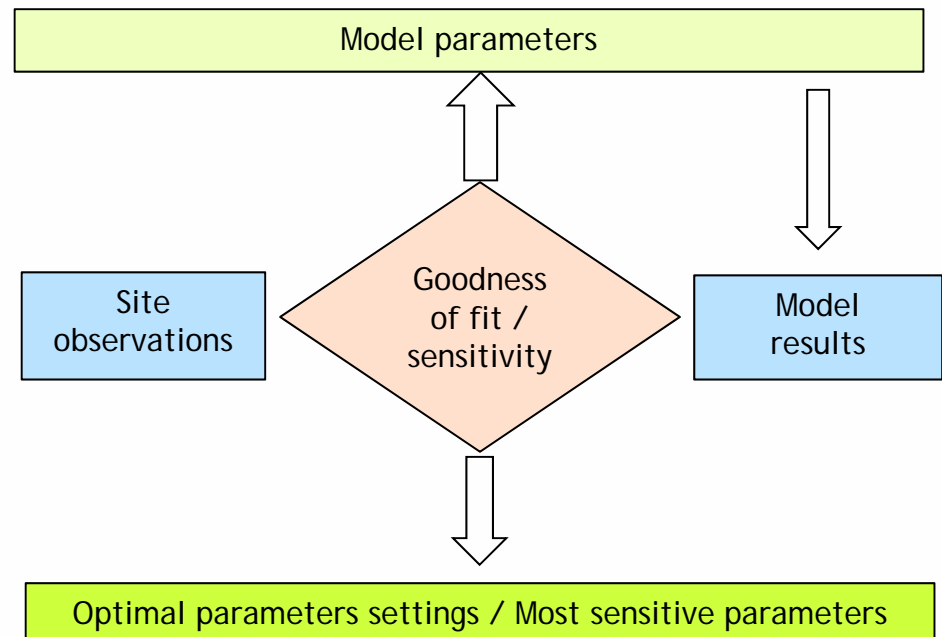 Model parameters
Site
observations
Goodness
of fit /
sensitivity
Model
results
Optimal parameters settings / Most sensitive parameters